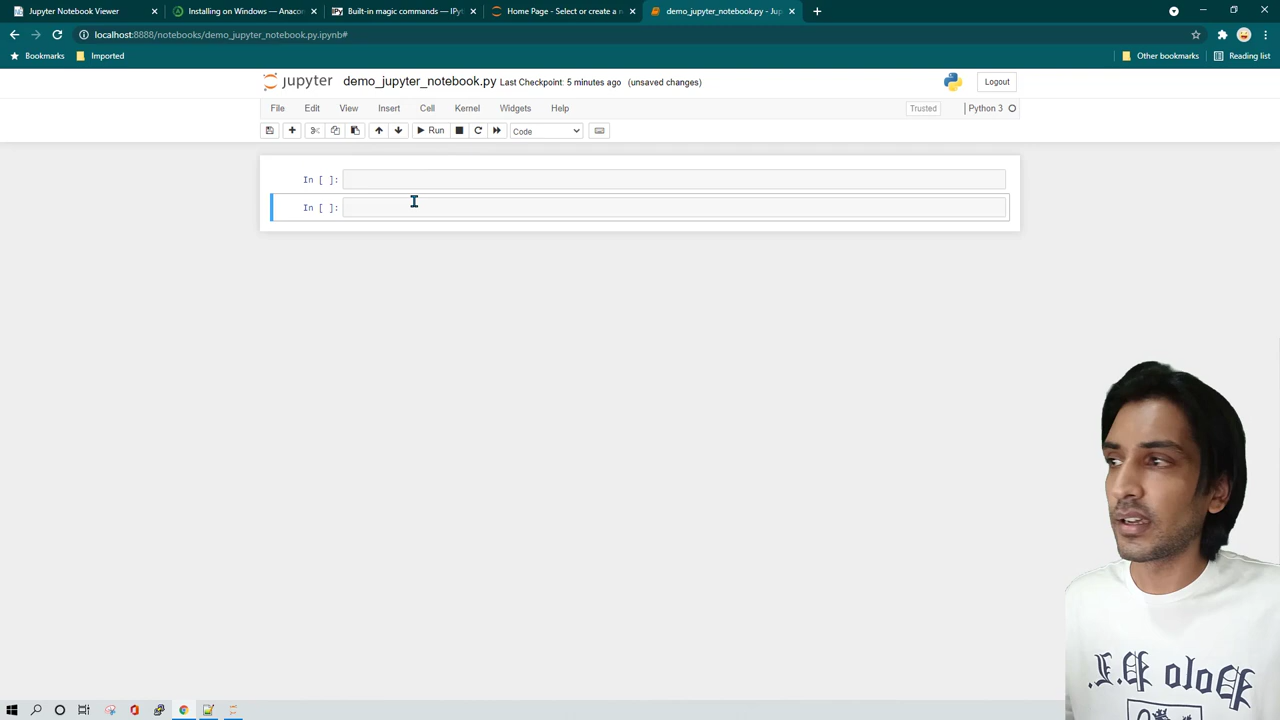 Jupyter Notebook Viewer
Installing on Windows — Anacon
IPy
Built-in magic commands — IPyt
Home Page - Select or create a n
demo_jupyter_notebook.py - Jup
localhost:8888/notebooks/demo_jupyter_notebook.py.ipynb#
Bookmarks
Imported
Other bookmarks
Reading list
jupyter
demo_jupyter_notebook.py Last Checkpoint: 5 minutes ago (unsaved changes)
Logout
File Edit View Insert Cell Kernel Widgets Help
Trusted
Python 3
Run
Code
In [ ]:
In [ ]:
Polo D.E.